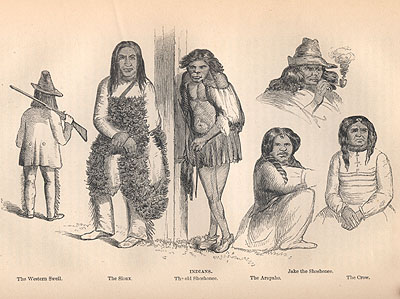 INDIANS.
Jake the Shoshonee.
The Western Swell. The Sioux. The old Shoshonee. The Arapaho. The Crow.